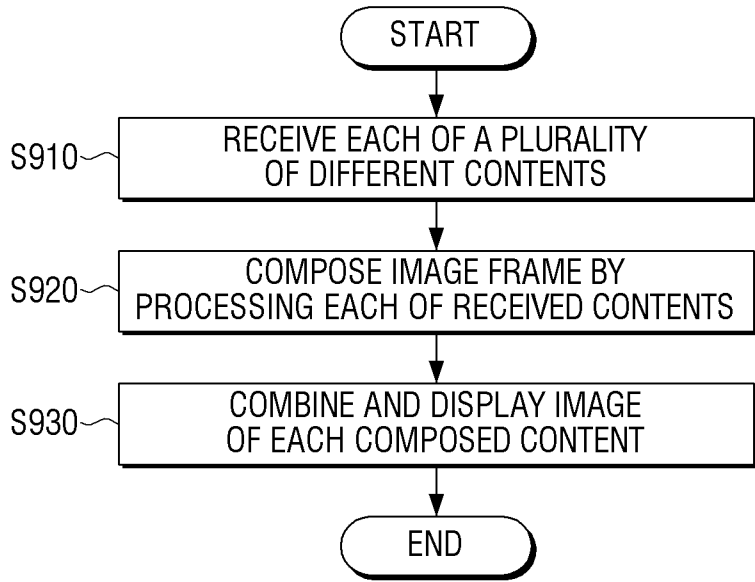 START
S910
RECEIVE EACH OF A PLURALITY
OF DIFFERENT CONTENTS
S920
COMPOSE IMAGE FRAME BY
PROCESSING EACH OF RECEIVED CONTENTS
S930
COMBINE AND DISPLAY IMAGE
OF EACH COMPOSED CONTENT
END